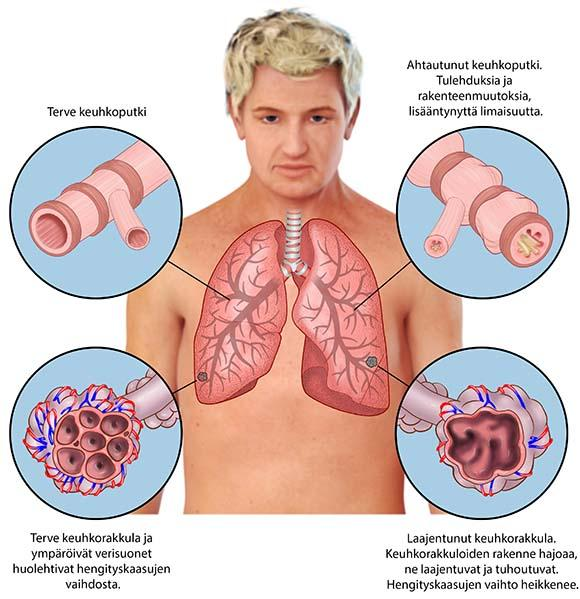 Terve keuhkoputki
Ahtautunut keuhkoputki.
Tulehduksia ja
rakenteenmuutoksia,
lisääntynyttä limaisuutta.
Terve keuhkorakkula ja
ympäröivät verisuonet
huolehtivat hengityskaasujen
vaihdosta.
Laajentunut keuhkorakkula.
Keuhkorakkuloiden rakenne hajoaa,
ne laajentuvat ja tuhoutuvat.
Hengityskaasujen vaihto heikkenee.